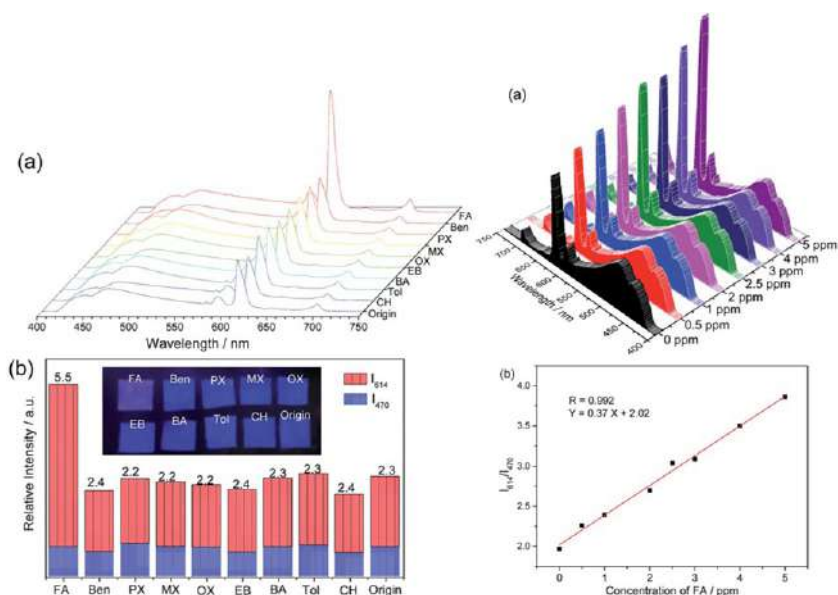 (a)
FA
Ben
PX
MX
OX
EB
BA
Tol
CH
Origin
400 450 500 550 600 650 700 750
Wavelength / nm
(a)
750
700
650
600
550
500
450
400
Wavelength / nm
5 ppm
4 ppm
3 ppm
2.5 ppm
2 ppm
1 ppm
0.5 ppm
0 ppm
(b)
Relative Intensity / a.u.
5.5
2.4
2.2
2.2
2.2
2.4
2.3
2.3
2.4
2.3
FA Ben PX MX OX
EB BA Tol CH Origin
I614
I470
FA Ben PX MX OX EB BA Tol CH Origin
(b)
R = 0.992
Y = 0.37 X + 2.02
I614/I470
4.0
3.5
3.0
2.5
2.0
0 1 2 3 4 5
Concentration of FA / ppm